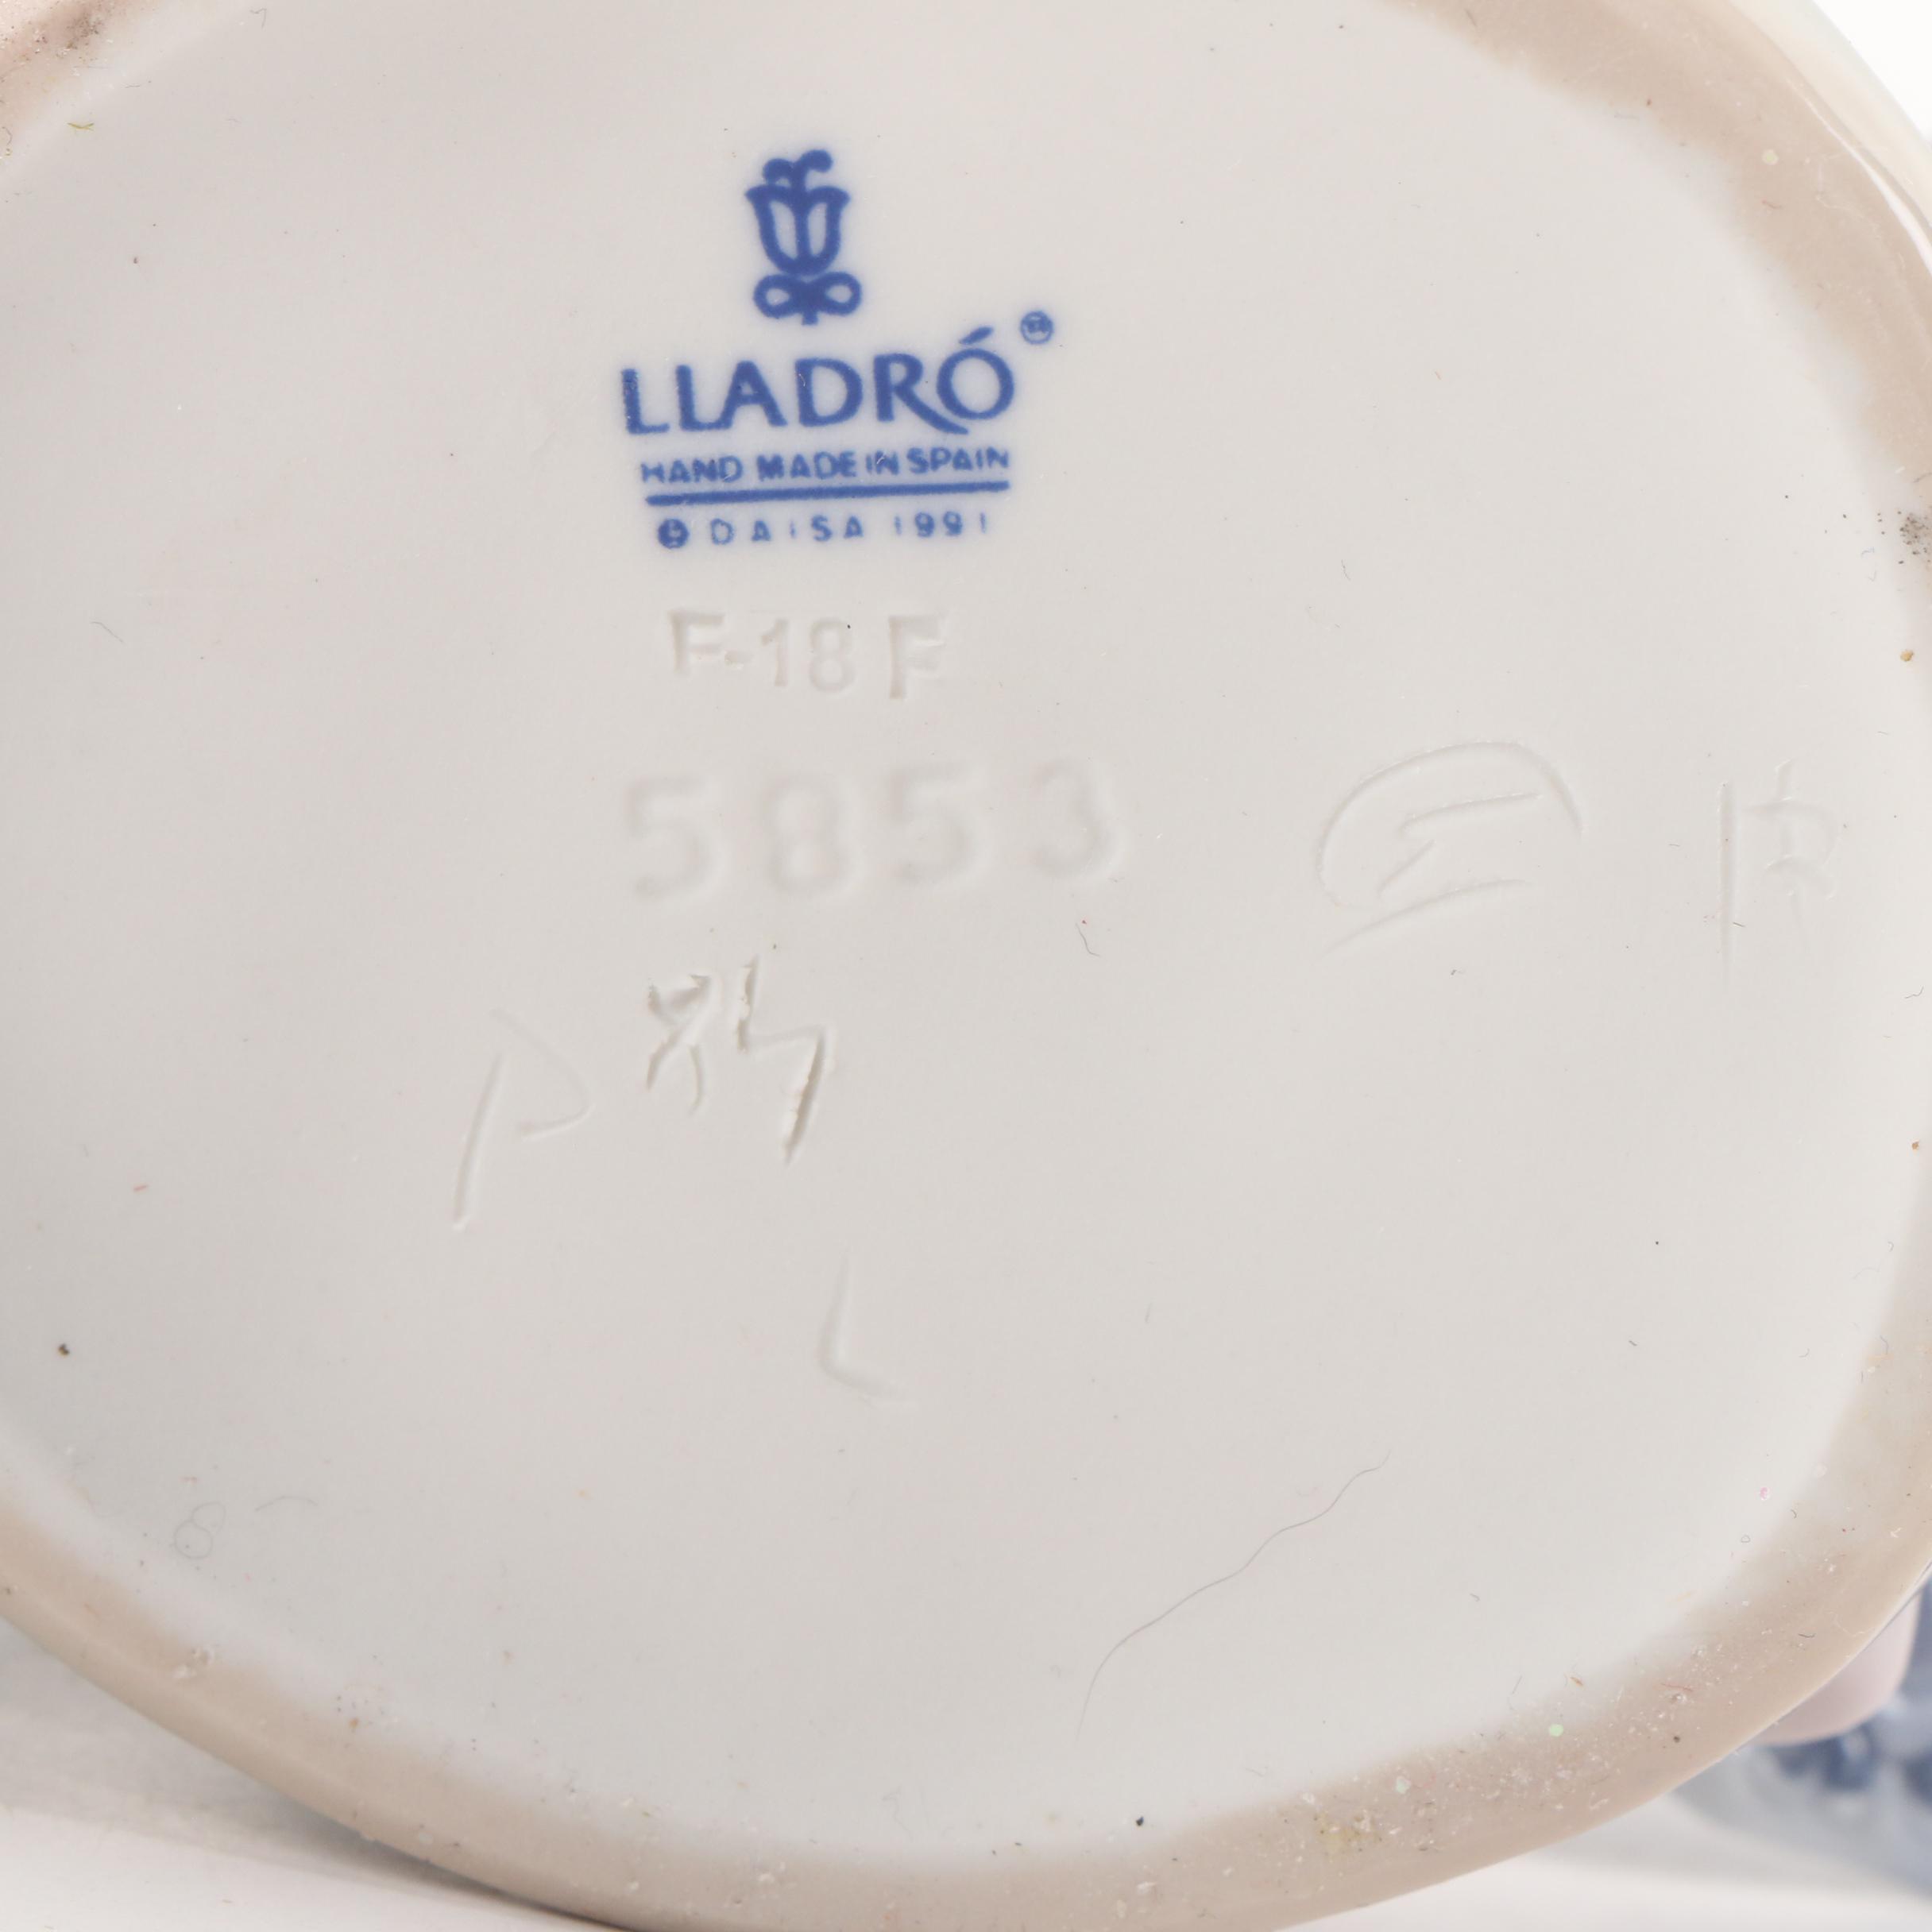 LLADRÓ®
HAND MADE IN SPAIN
© DAISA 1991
F-18 F
5853